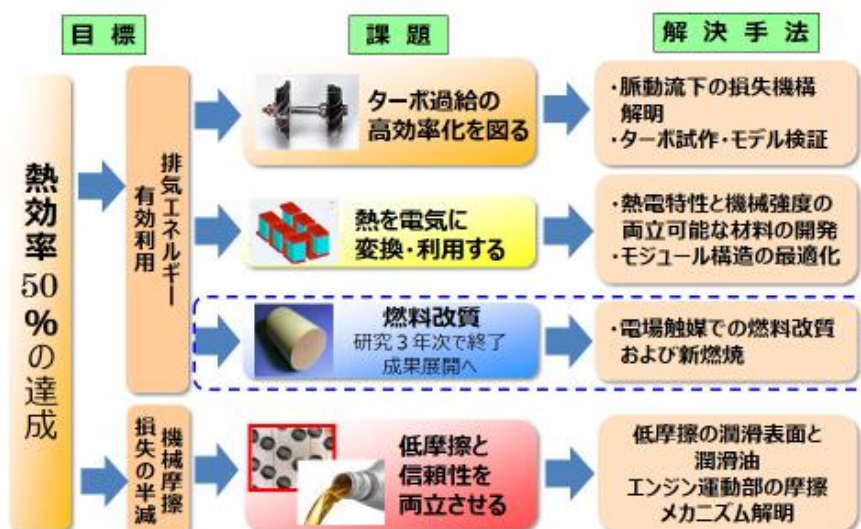 目 標
課 題
解 決 手 法
熱効率50%の達成
排気エネルギー
有効利用
ターボ過給の
高効率化を図る
・脈動流下の損失機構
解明
・ターボ試作・モデル検証
熱を電気に
変換・利用する
・熱電特性と機械強度の
両立可能な材料の開発
・モジュール構造の最適化
燃料改質
研究３年次で終了
成果展開へ
・電場触媒での燃料改質
および新燃焼
機械摩擦
損失の半減
低摩擦と
信頼性を
両立させる
低摩擦の潤滑表面と
潤滑油
エンジン運動部の摩擦
メカニズム解明